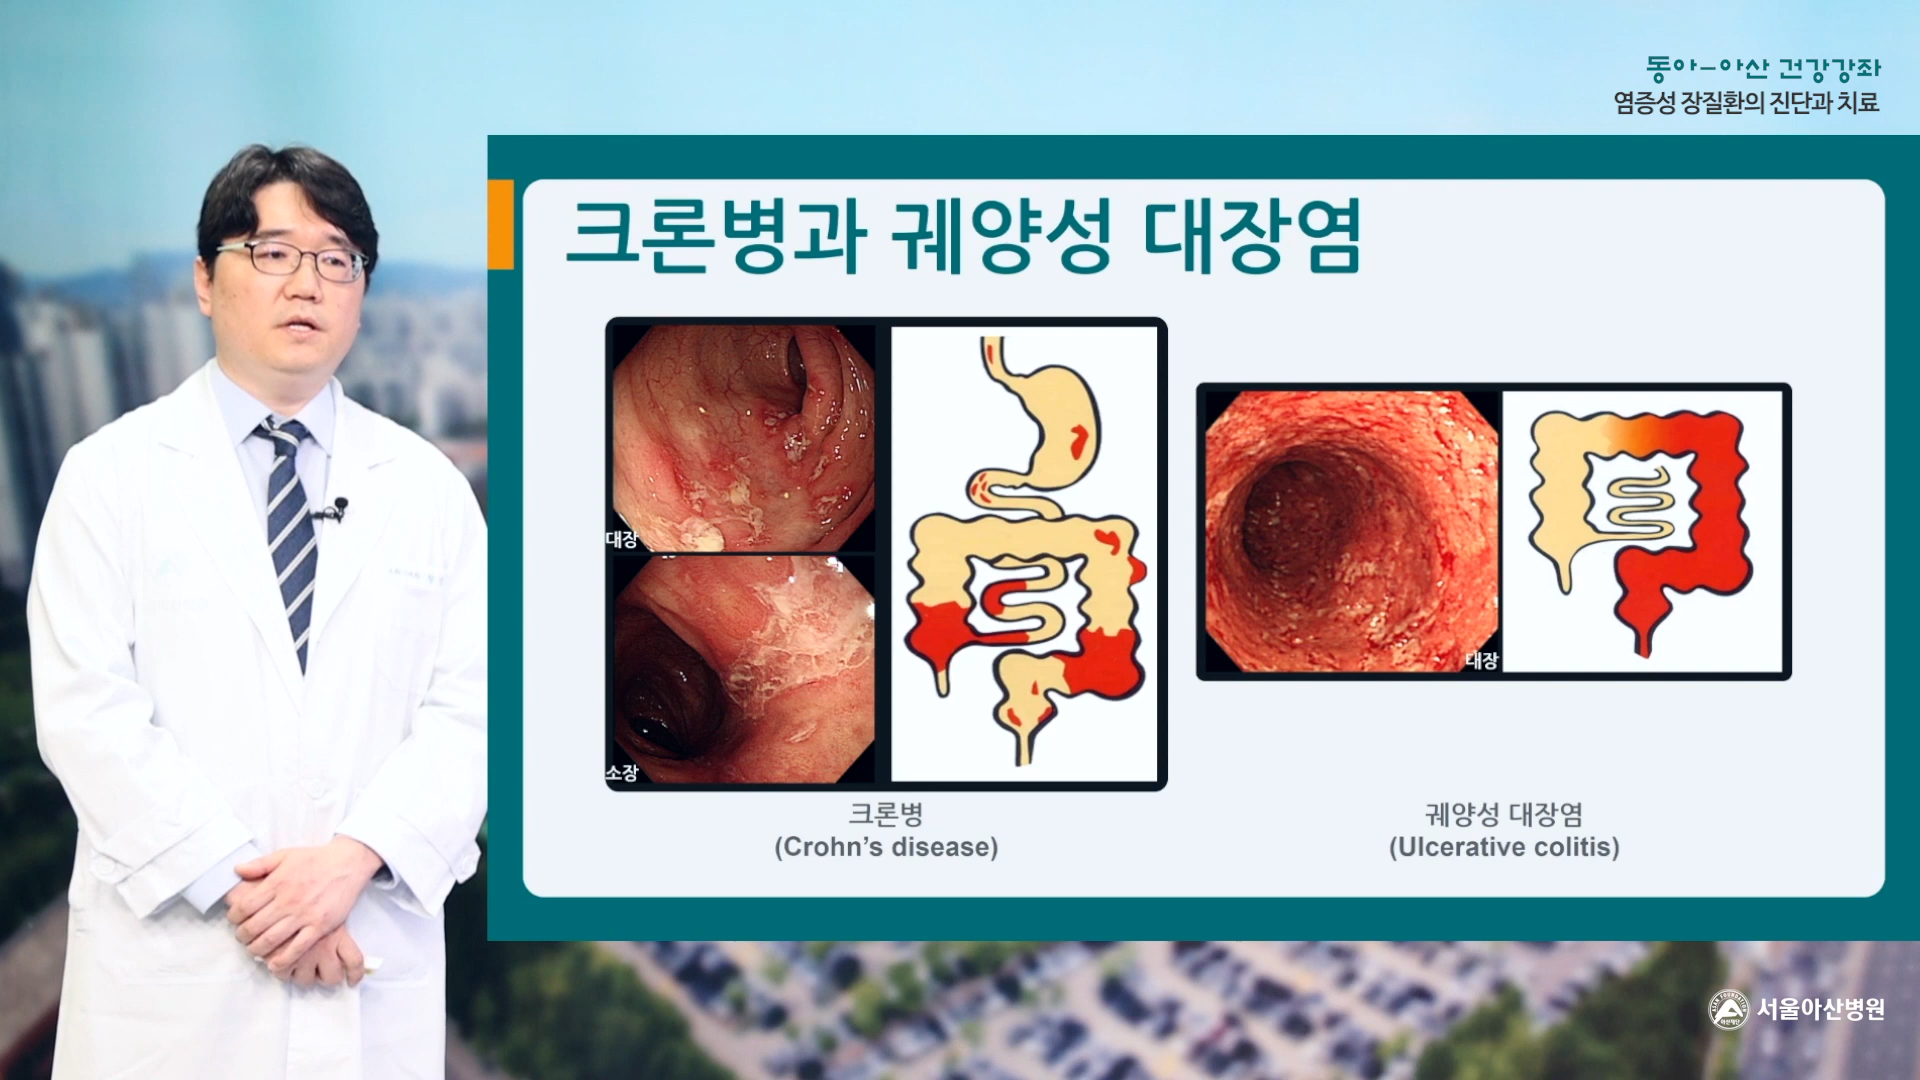 동아-아산 건강강좌
염증성 장질환의 진단과 치료
크론병과 궤양성 대장염
대장
소장
대장
크론병
(Crohn's disease)
궤양성 대장염
(Ulcerative colitis)
서울아산병원